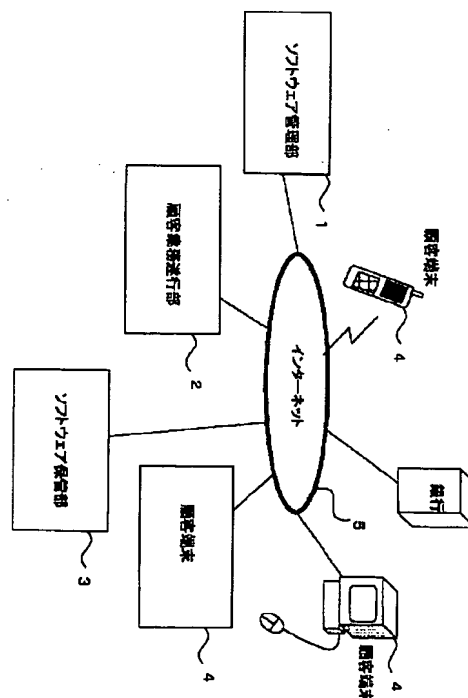 ソフトウェア管理部
1
顧客業務遂行部
2
ソフトウェア保管部
3
顧客端末
4
インターネット
5
顧客端末
4
銀行
顧客端末
4